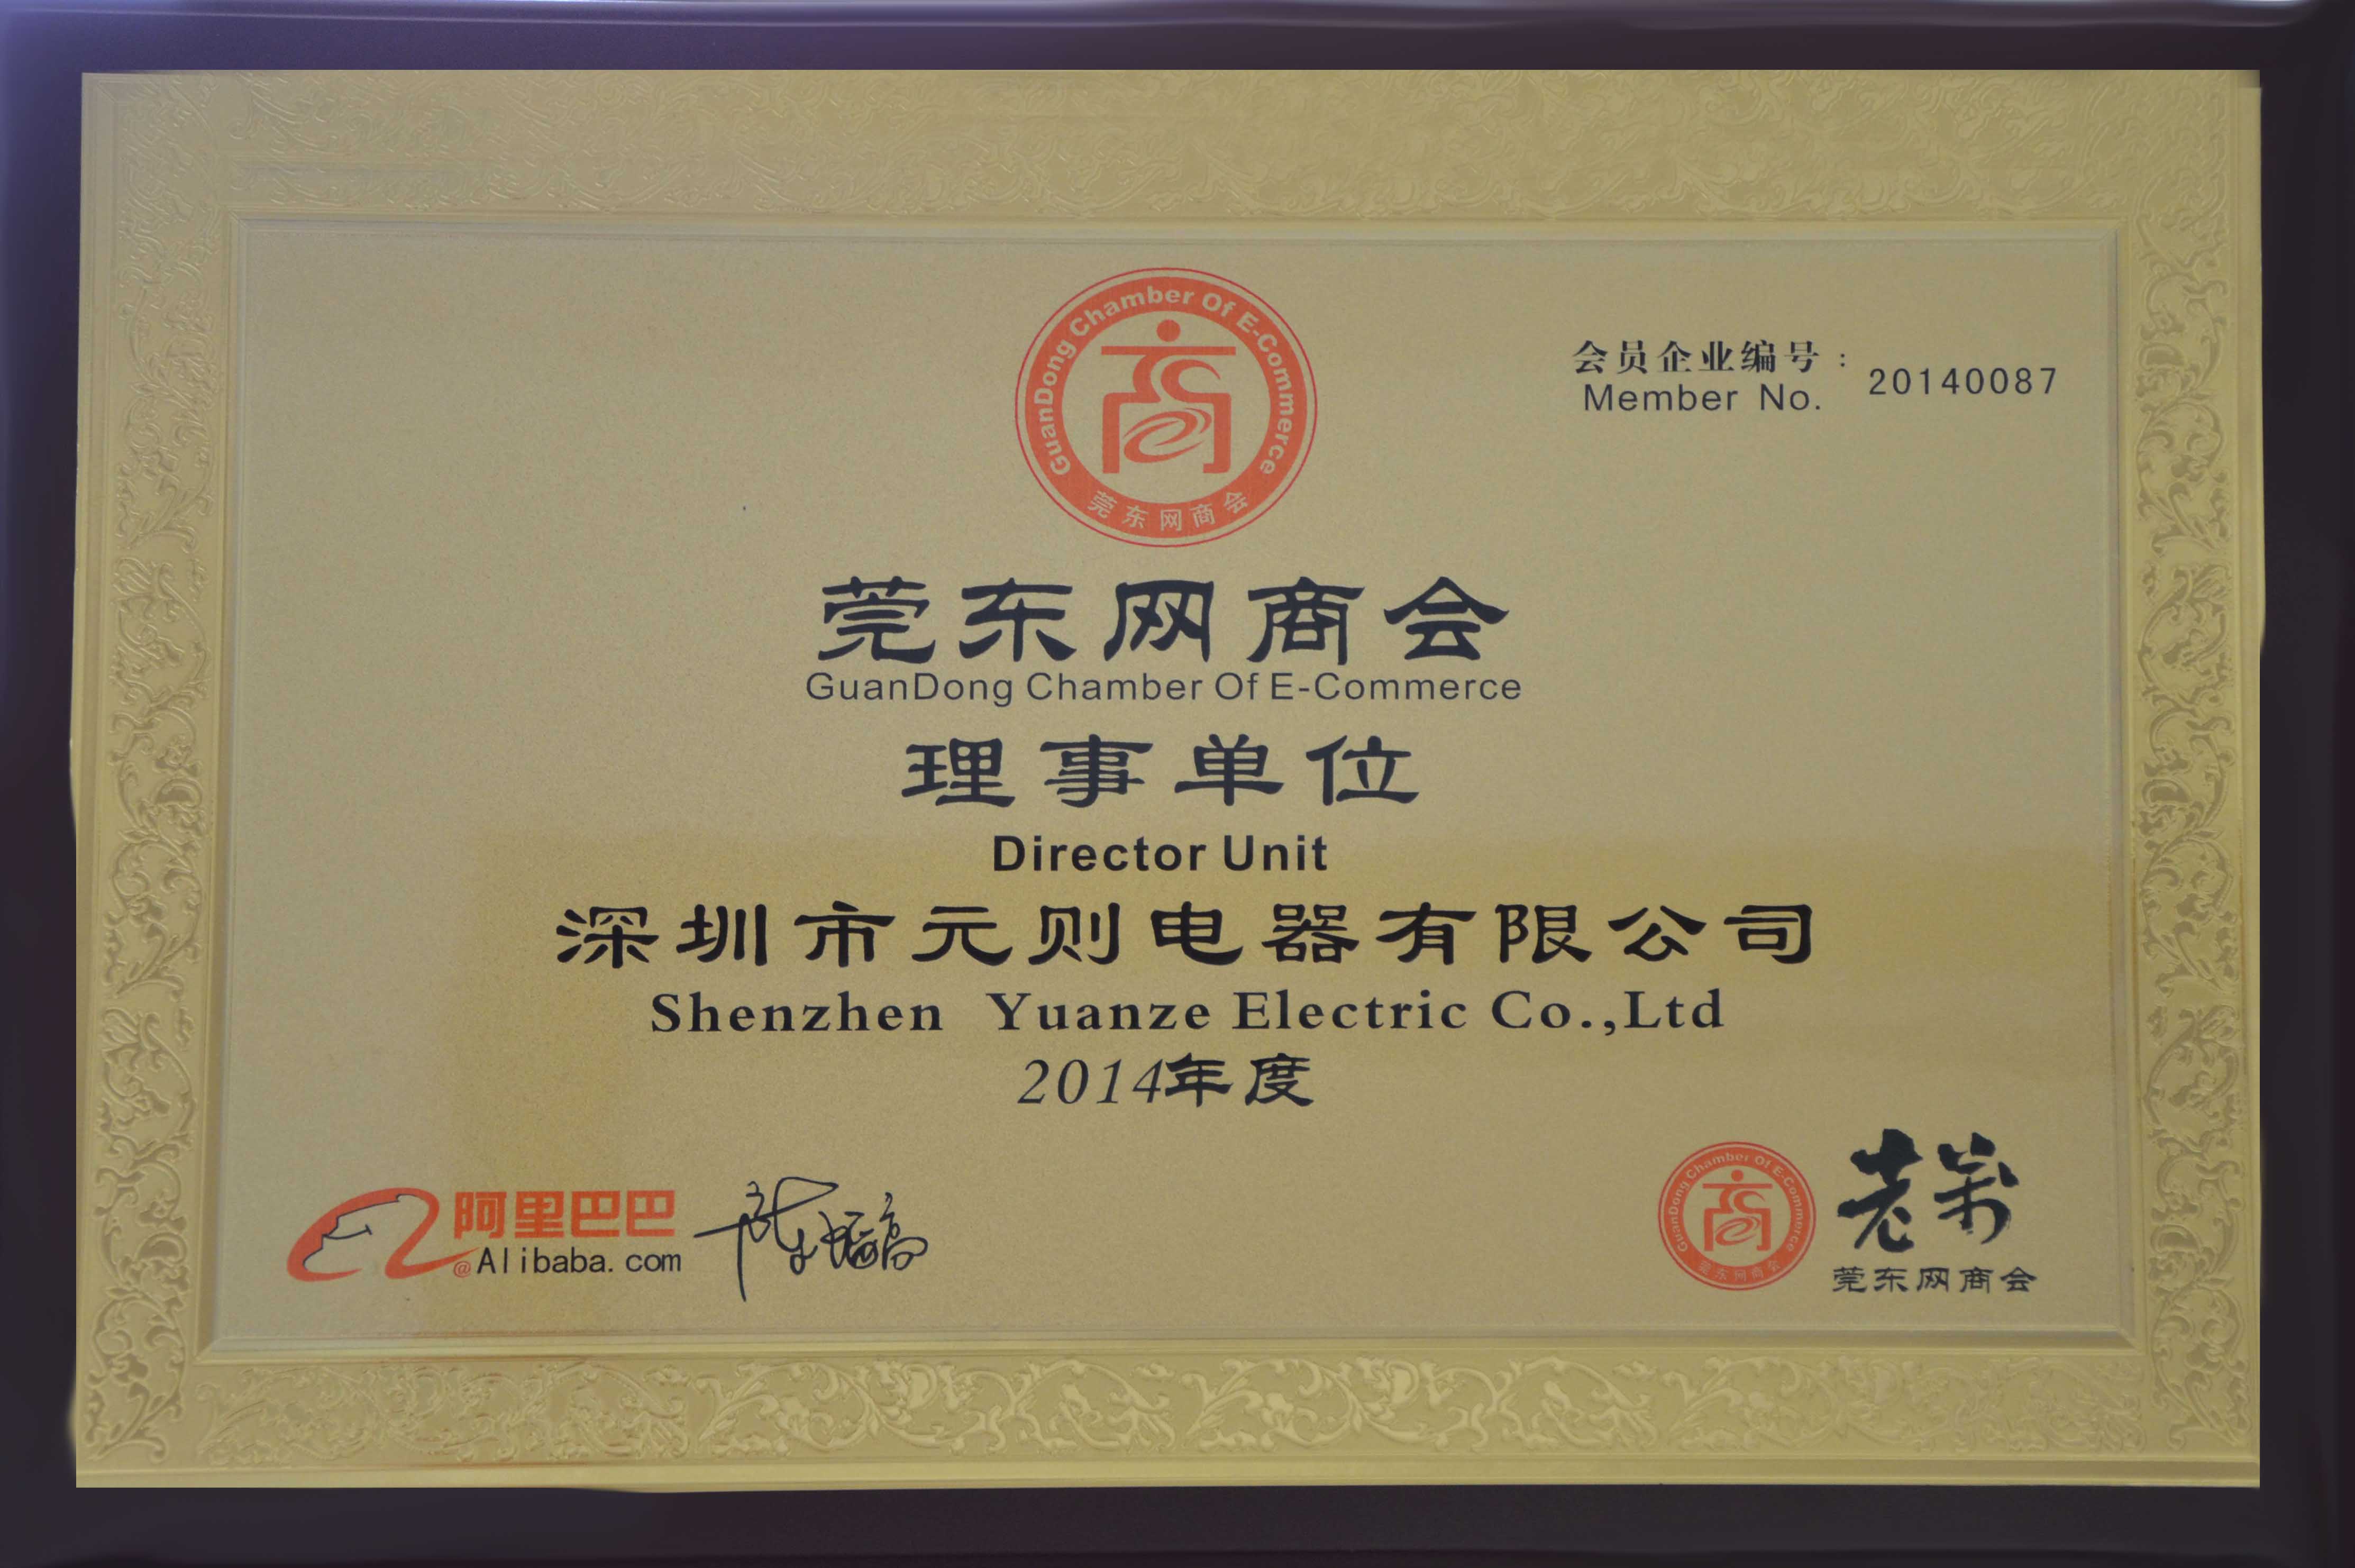 GuanDong Chamber Of E-Commerce
莞东网商会
会员企业编号：
Member No. 20140087
莞东网商会
GuanDong Chamber Of E-Commerce
理事单位
Director Unit
深圳市元则电器有限公司
Shenzhen Yuanze Electric Co.,Ltd
2014年度
阿里巴巴
@Alibaba.com
GuanDong Chamber Of E-Commerce
莞东网商会
莞东网商会